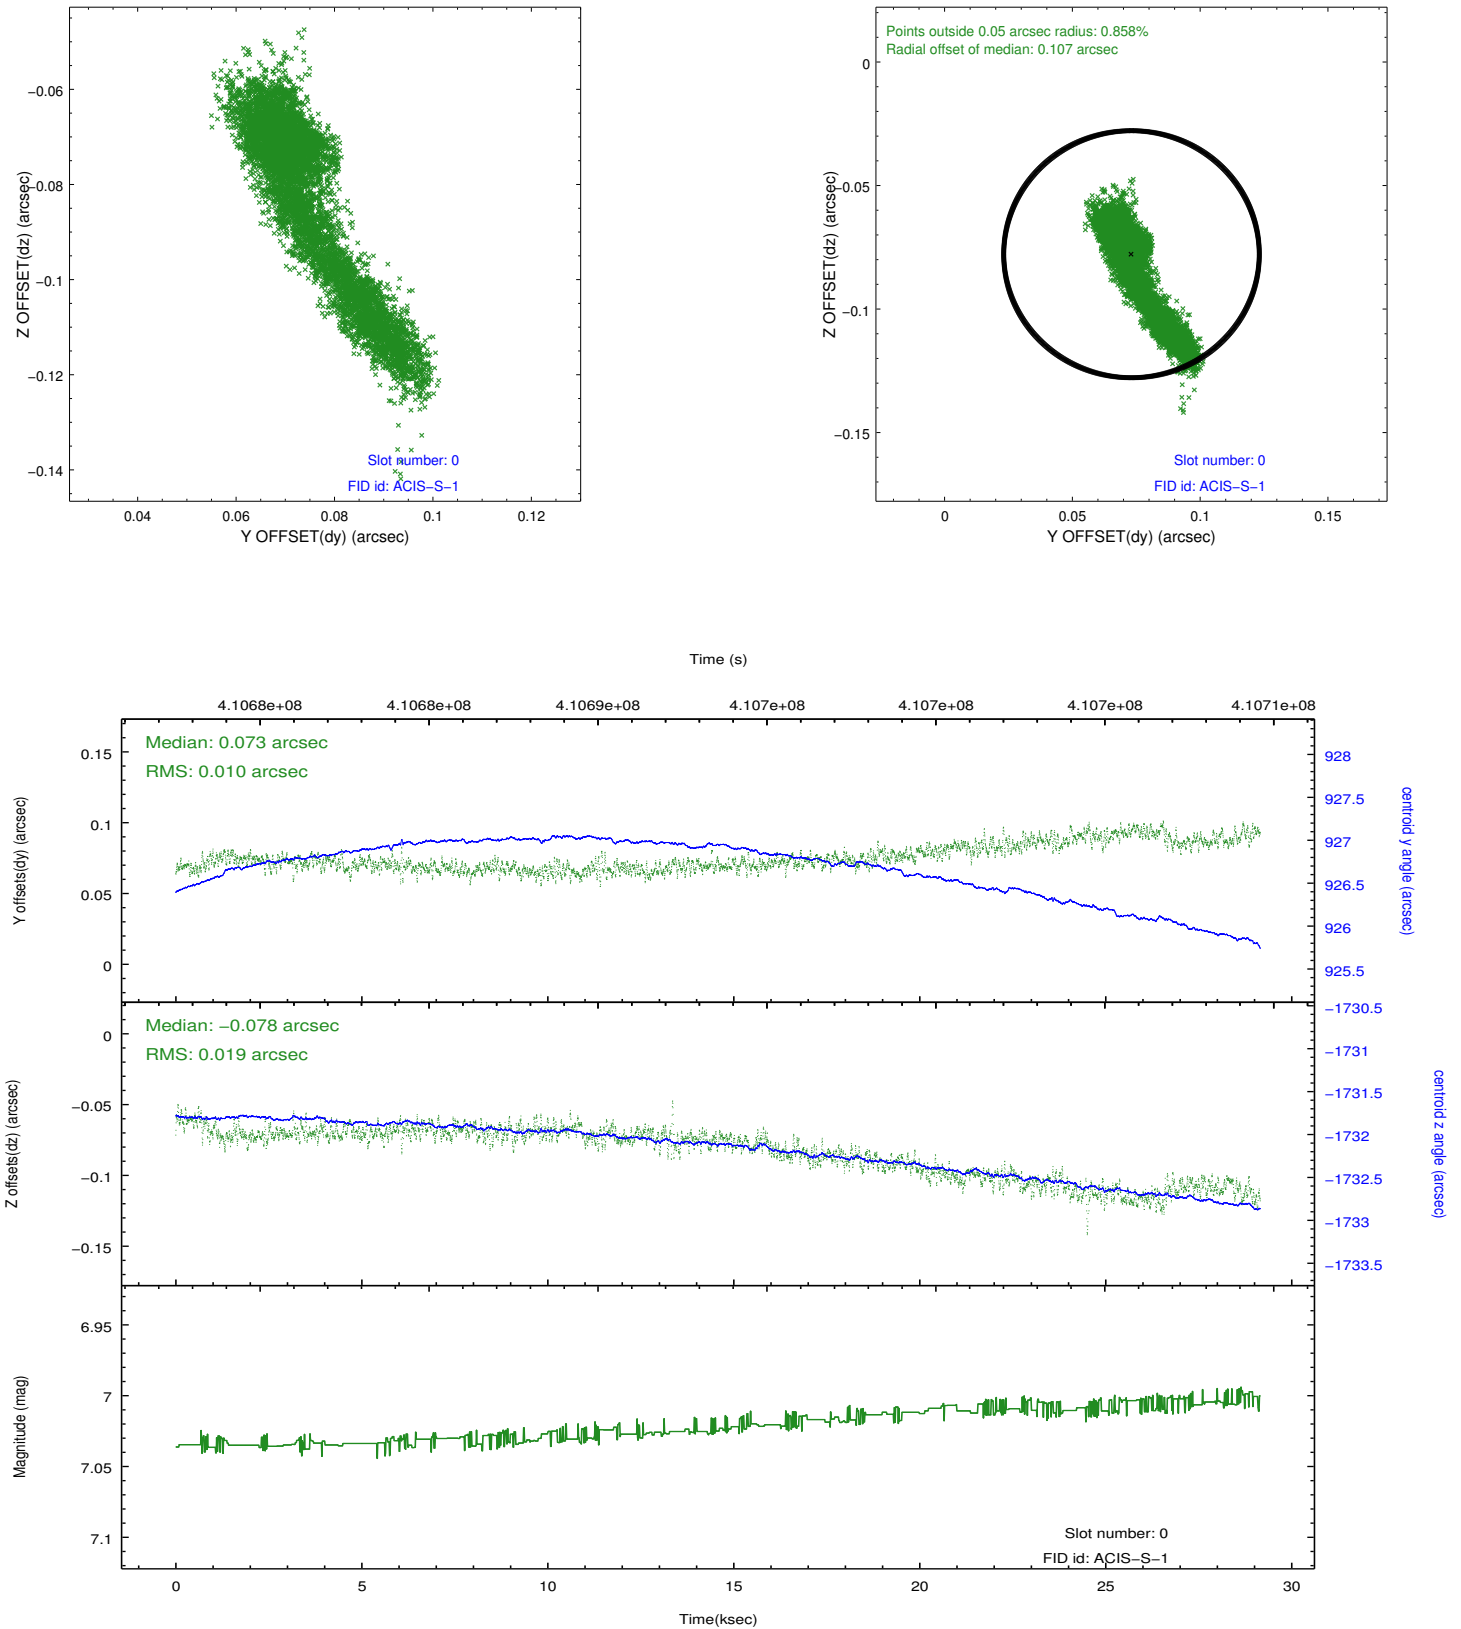 Z OFFSET(dz) (arcsec)
−0.06
−0.08
−0.1
−0.12
−0.14
Slot number: 0
FID id: ACIS−S−1
0.04 0.06 0.08 0.1 0.12
Y OFFSET(dy) (arcsec)
Points outside 0.05 arcsec radius: 0.858%
Radial offset of median: 0.107 arcsec
Z OFFSET(dz) (arcsec)
0
−0.05
−0.1
−0.15
Slot number: 0
FID id: ACIS−S−1
0 0.05 0.1 0.15
Y OFFSET(dy) (arcsec)
Time (s)
4.1068e+08 4.1068e+08 4.1069e+08 4.107e+08 4.107e+08 4.107e+08 4.1071e+08
Median: 0.073 arcsec
RMS: 0.010 arcsec
Y offsets(dy) (arcsec)
0.15
0.1
0.05
0
928
927.5
927
926.5
926
925.5
centroid y angle (arcsec)
Median: −0.078 arcsec
RMS: 0.019 arcsec
Z offsets(dz) (arcsec)
0
−0.05
−0.1
−0.15
−1730.5
−1731
−1731.5
−1732
−1732.5
−1733
−1733.5
centroid z angle (arcsec)
Magnitude (mag)
6.95
7
7.05
7.1
Slot number: 0
FID id: ACIS−S−1
0 5 10 15 20 25 30
Time(ksec)